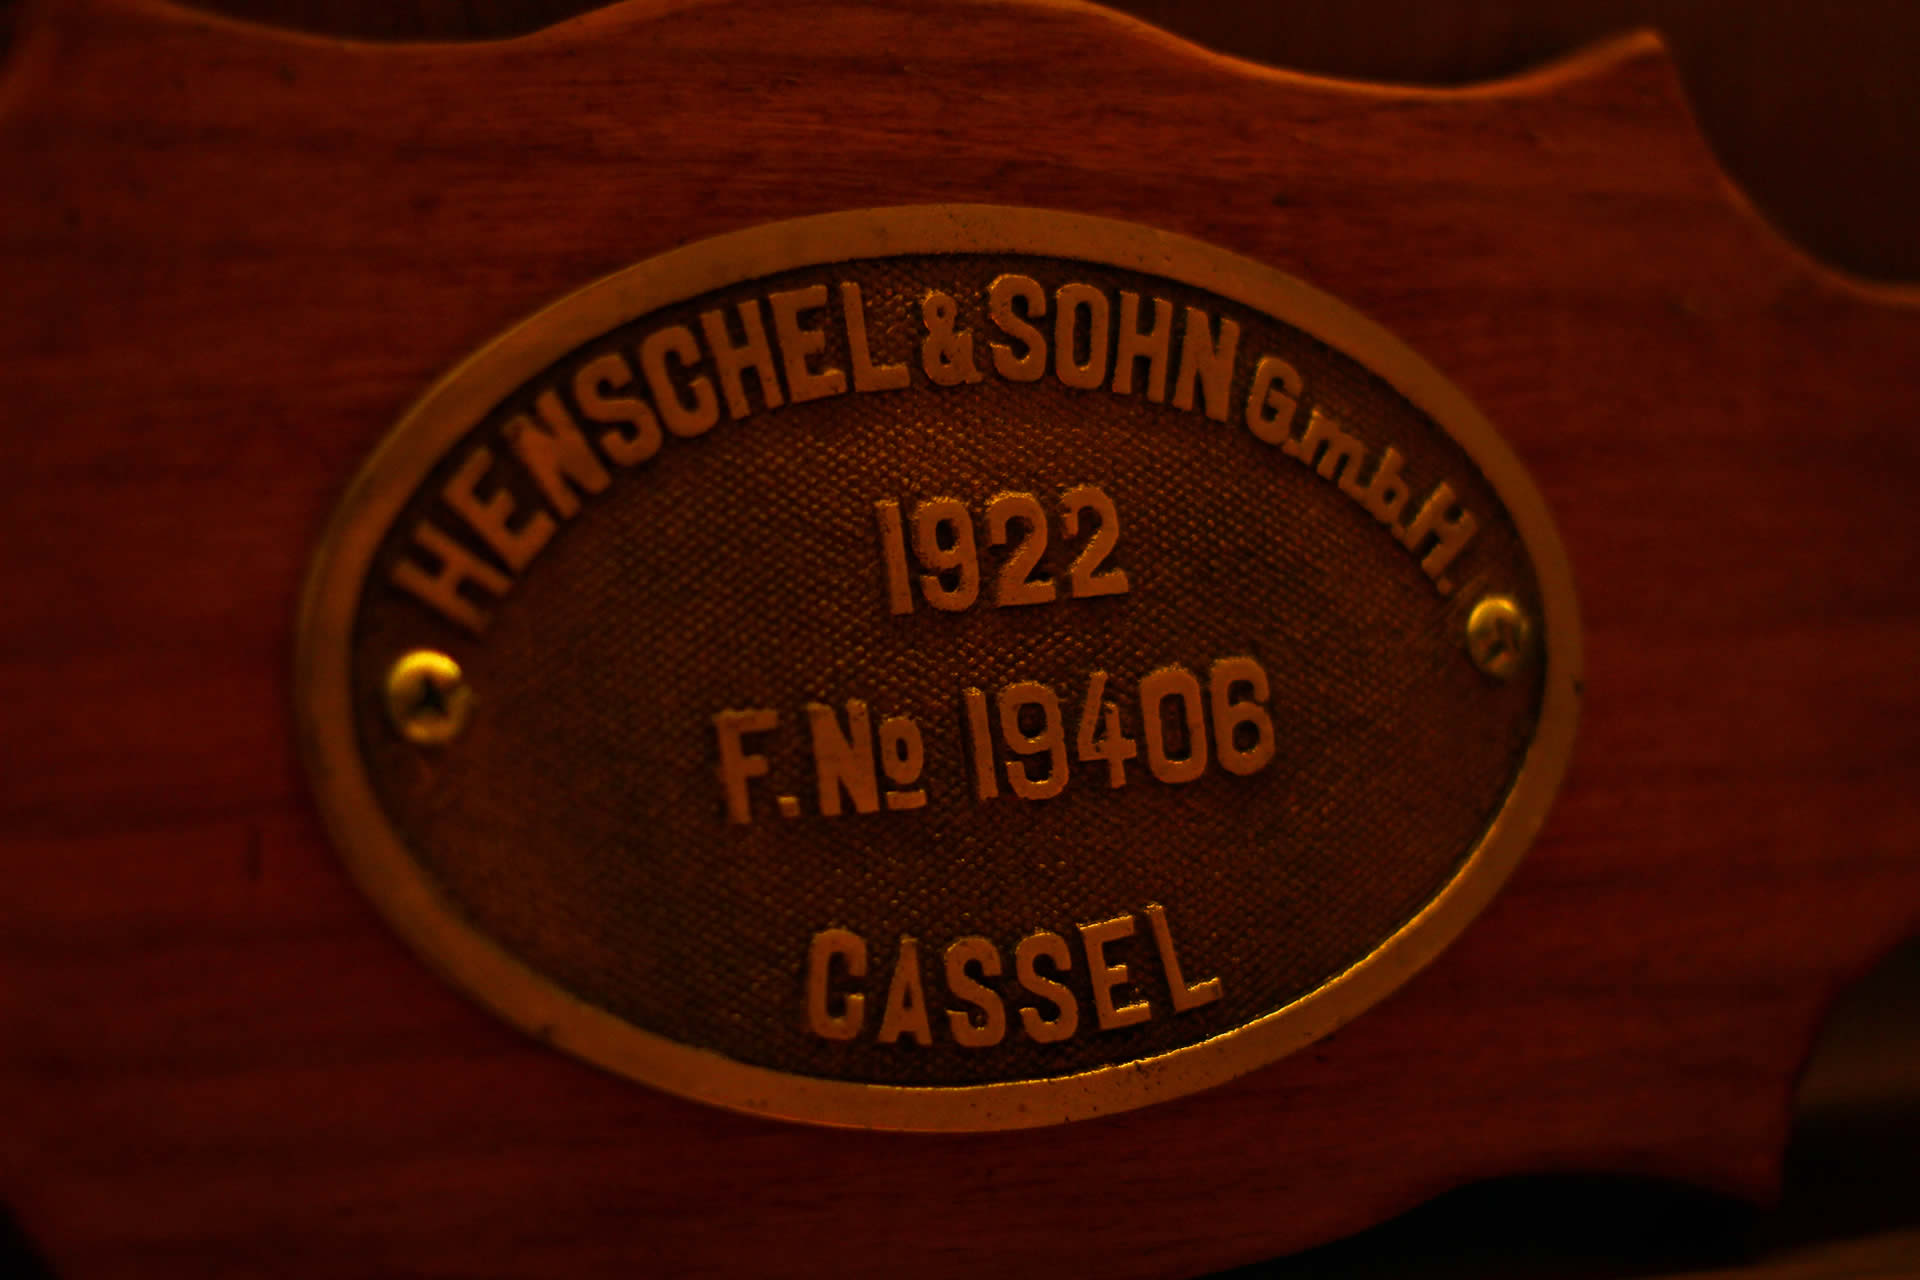 HENSCHEL & SOHN G.m.b.H.
1922
F. No 19406
CASSEL